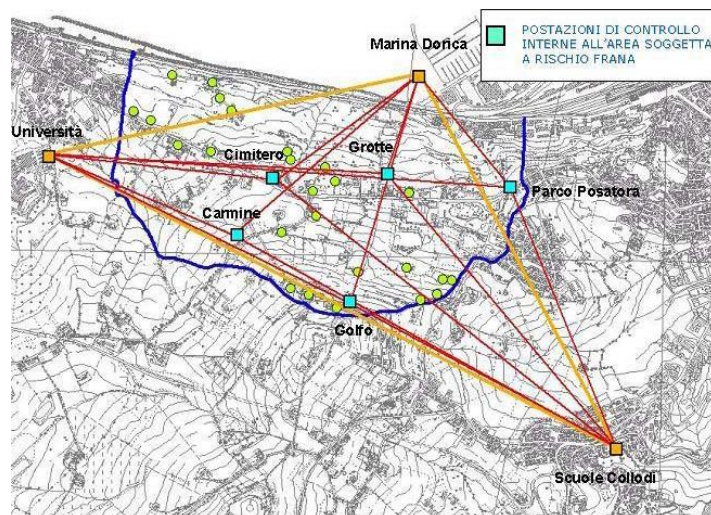 POSTAZIONI DI CONTROLLO
INTERNE ALL'AREA SOGGETTA
A RISCHIO FRANA
Marina Dorica
Università
Cimitero
Grotte
Parco Posatora
Carmine
Golfo
Scuole Collodi